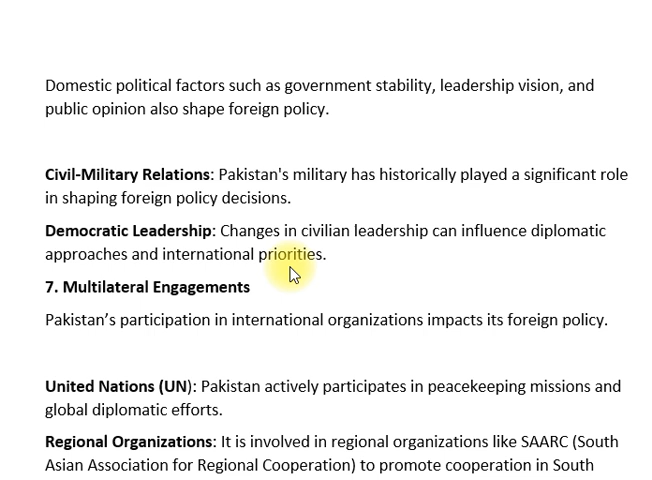 Domestic political factors such as government stability, leadership vision, and
public opinion also shape foreign policy.
Civil-Military Relations: Pakistan's military has historically played a significant role
in shaping foreign policy decisions.
Democratic Leadership: Changes in civilian leadership can influence diplomatic
approaches and international priorities.
7. Multilateral Engagements
Pakistan’s participation in international organizations impacts its foreign policy.
United Nations (UN): Pakistan actively participates in peacekeeping missions and
global diplomatic efforts.
Regional Organizations: It is involved in regional organizations like SAARC (South
Asian Association for Regional Cooperation) to promote cooperation in South